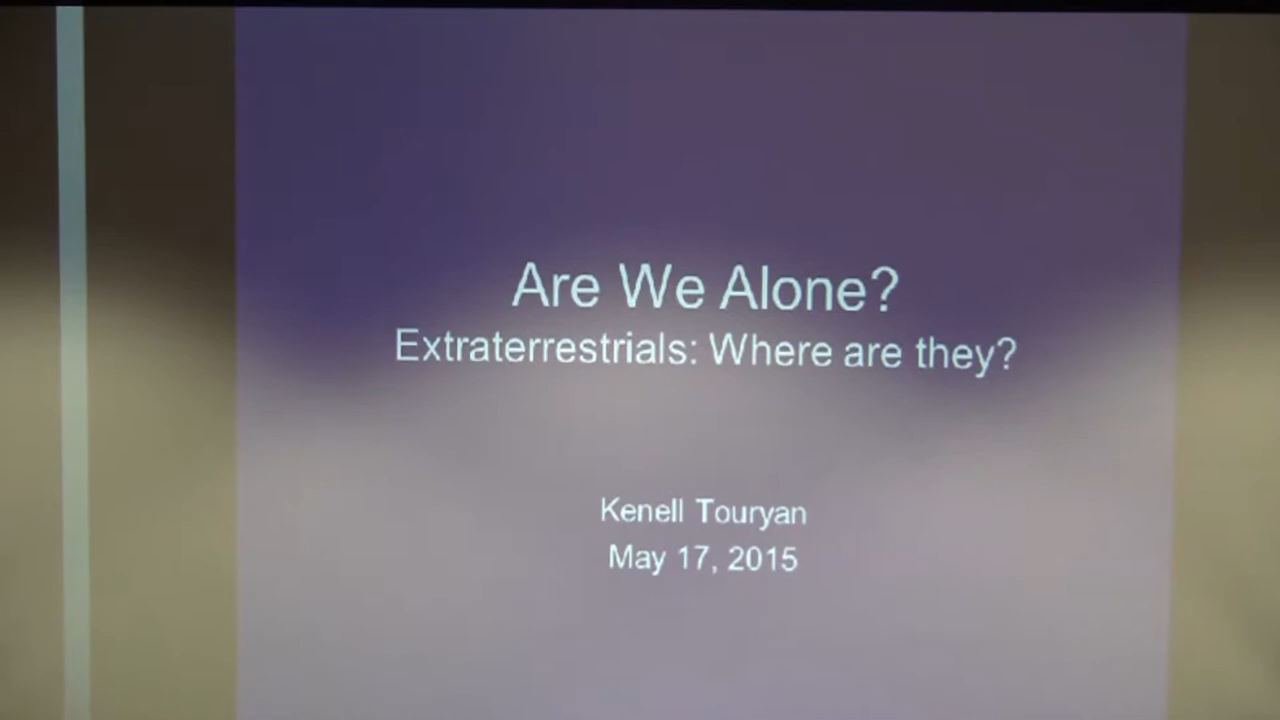 Are We Alone?
Extraterrestrials: Where are they?
Kenell Touryan
May 17, 2015